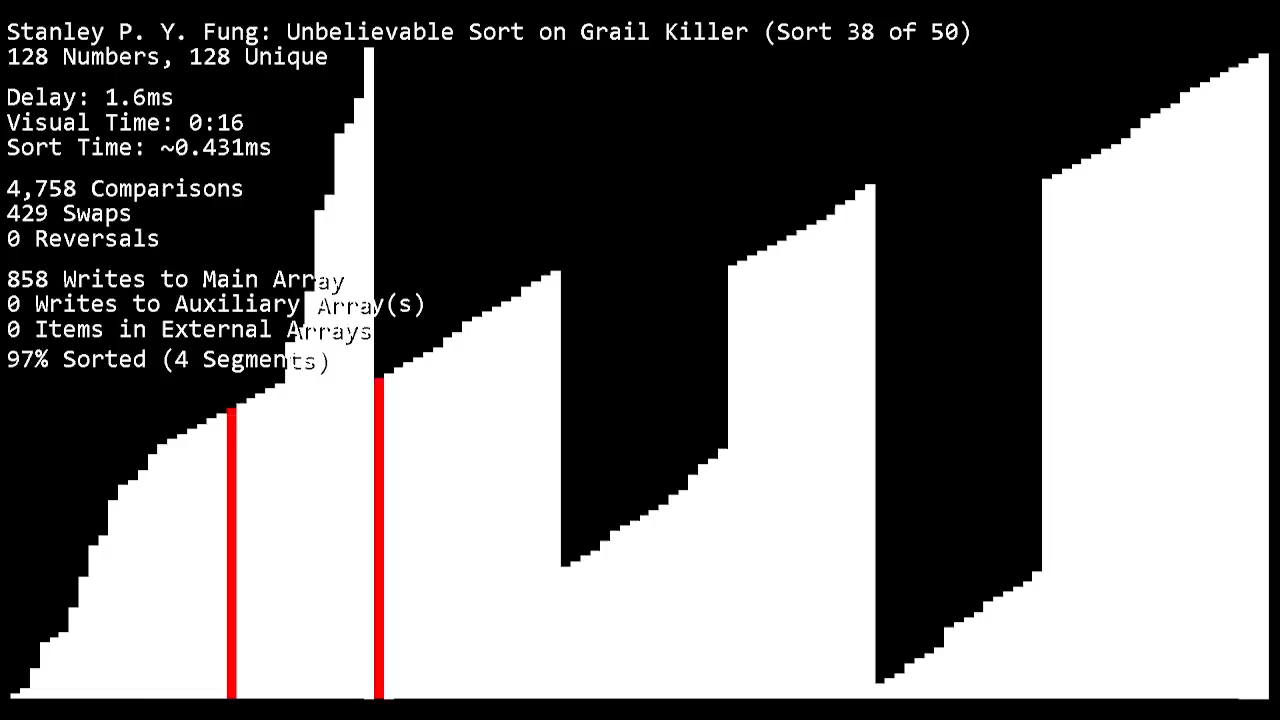 Stanley P. Y. Fung: Unbelievable Sort on Grail Killer (Sort 38 of 50)
128 Numbers, 128 Unique
Delay: 1.6ms
Visual Time: 0:16
Sort Time: ~0.431ms
4,758 Comparisons
429 Swaps
0 Reversals
858 Writes to Main Array
0 Writes to Auxiliary Array(s)
0 Items in External Arrays
97% Sorted (4 Segments)